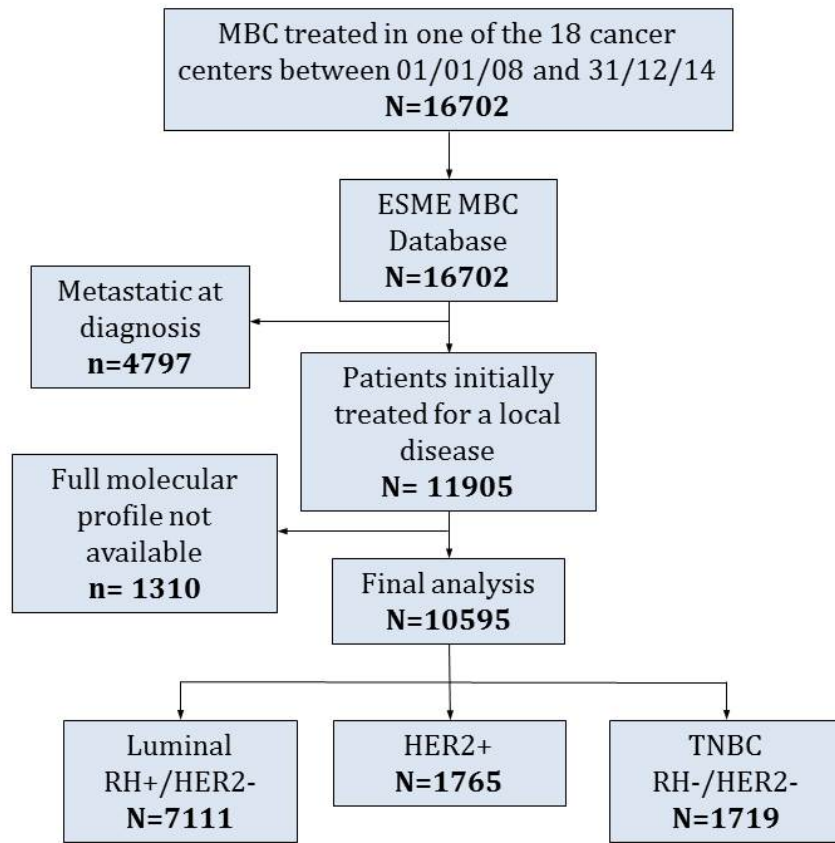 MBC treated in one of the 18 cancer
centers between 01/01/08 and 31/12/14
N=16702
ESME MBC
Database
N=16702
Metastatic at
diagnosis
n=4797
Patients initially
treated for a local
disease
N= 11905
Full molecular
profile not
available
n= 1310
Final analysis
N=10595
Luminal
RH+/HER2-
N=7111
HER2+
N=1765
TNBC
RH-/HER2-
N=1719